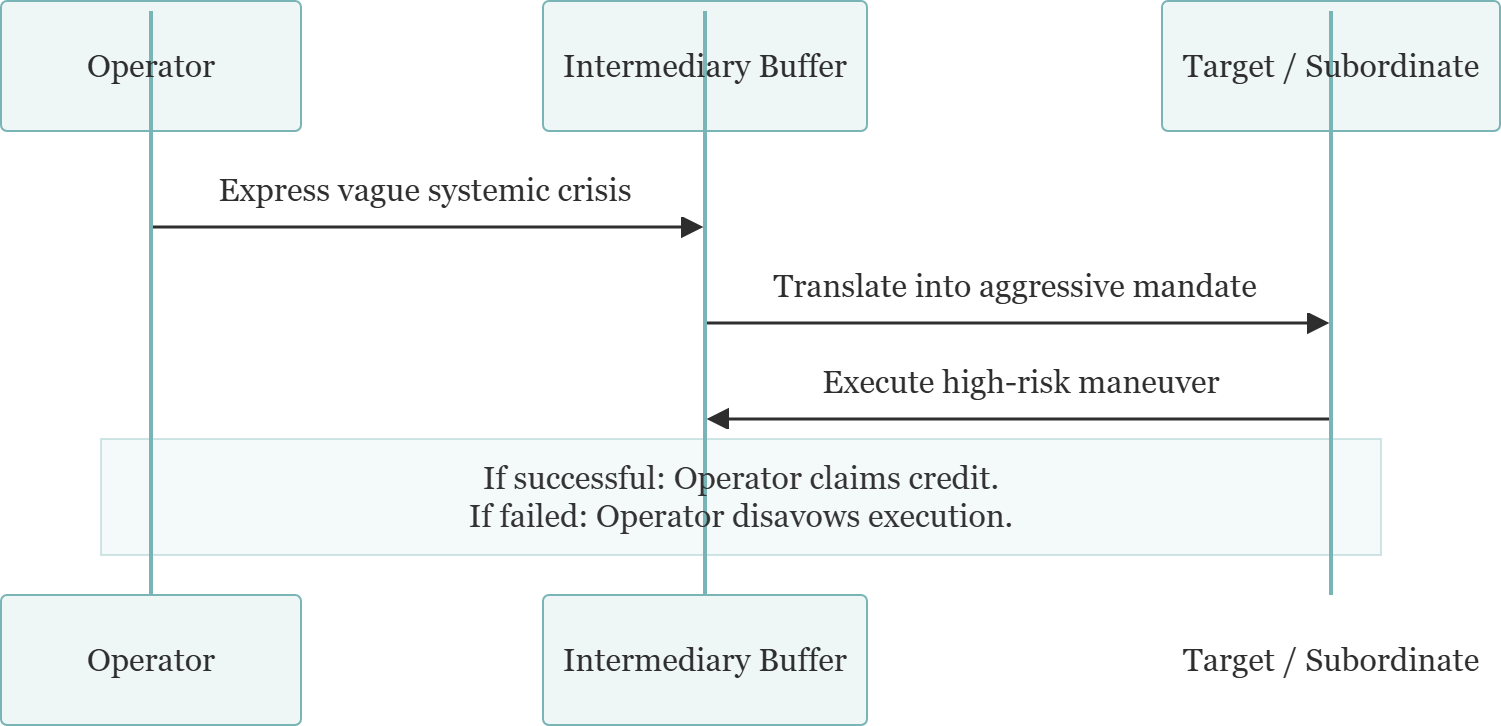 Operator
Intermediary Buffer
Target / Subordinate
Express vague systemic crisis
Translate into aggressive mandate
Execute high-risk maneuver
If successful: Operator claims credit.
If failed: Operator disavows execution.
Operator
Intermediary Buffer
Target / Subordinate